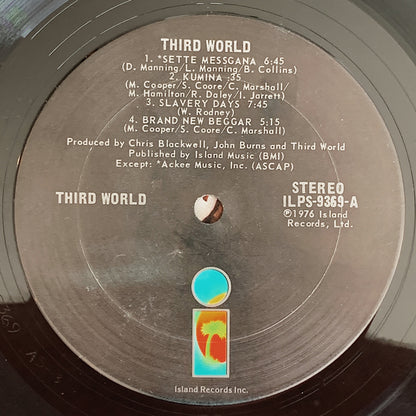 THIRD WORLD
1. *SETTE MESSGANA 6:45
(D. Manning/L. Manning/B. Collins)
2. KUMINA :35
(M. Cooper/S. Coore/C. Marshall/
M. Hamilton/R. Daley/I. Jarrett)
3. SLAVERY DAYS 7:45
(W. Rodney)
4. BRAND NEW BEGGAR 5:15
(M. Cooper/S. Coore/C. Marshall)
Produced by Chris Blackwell, John Burns and Third World
Published by Island Music (BMI)
Except: *Ackee Music, Inc. (ASCAP)
THIRD WORLD
STEREO
ILPS-9369-A
℗1976 Island
Records, Ltd.
Island Records Inc.